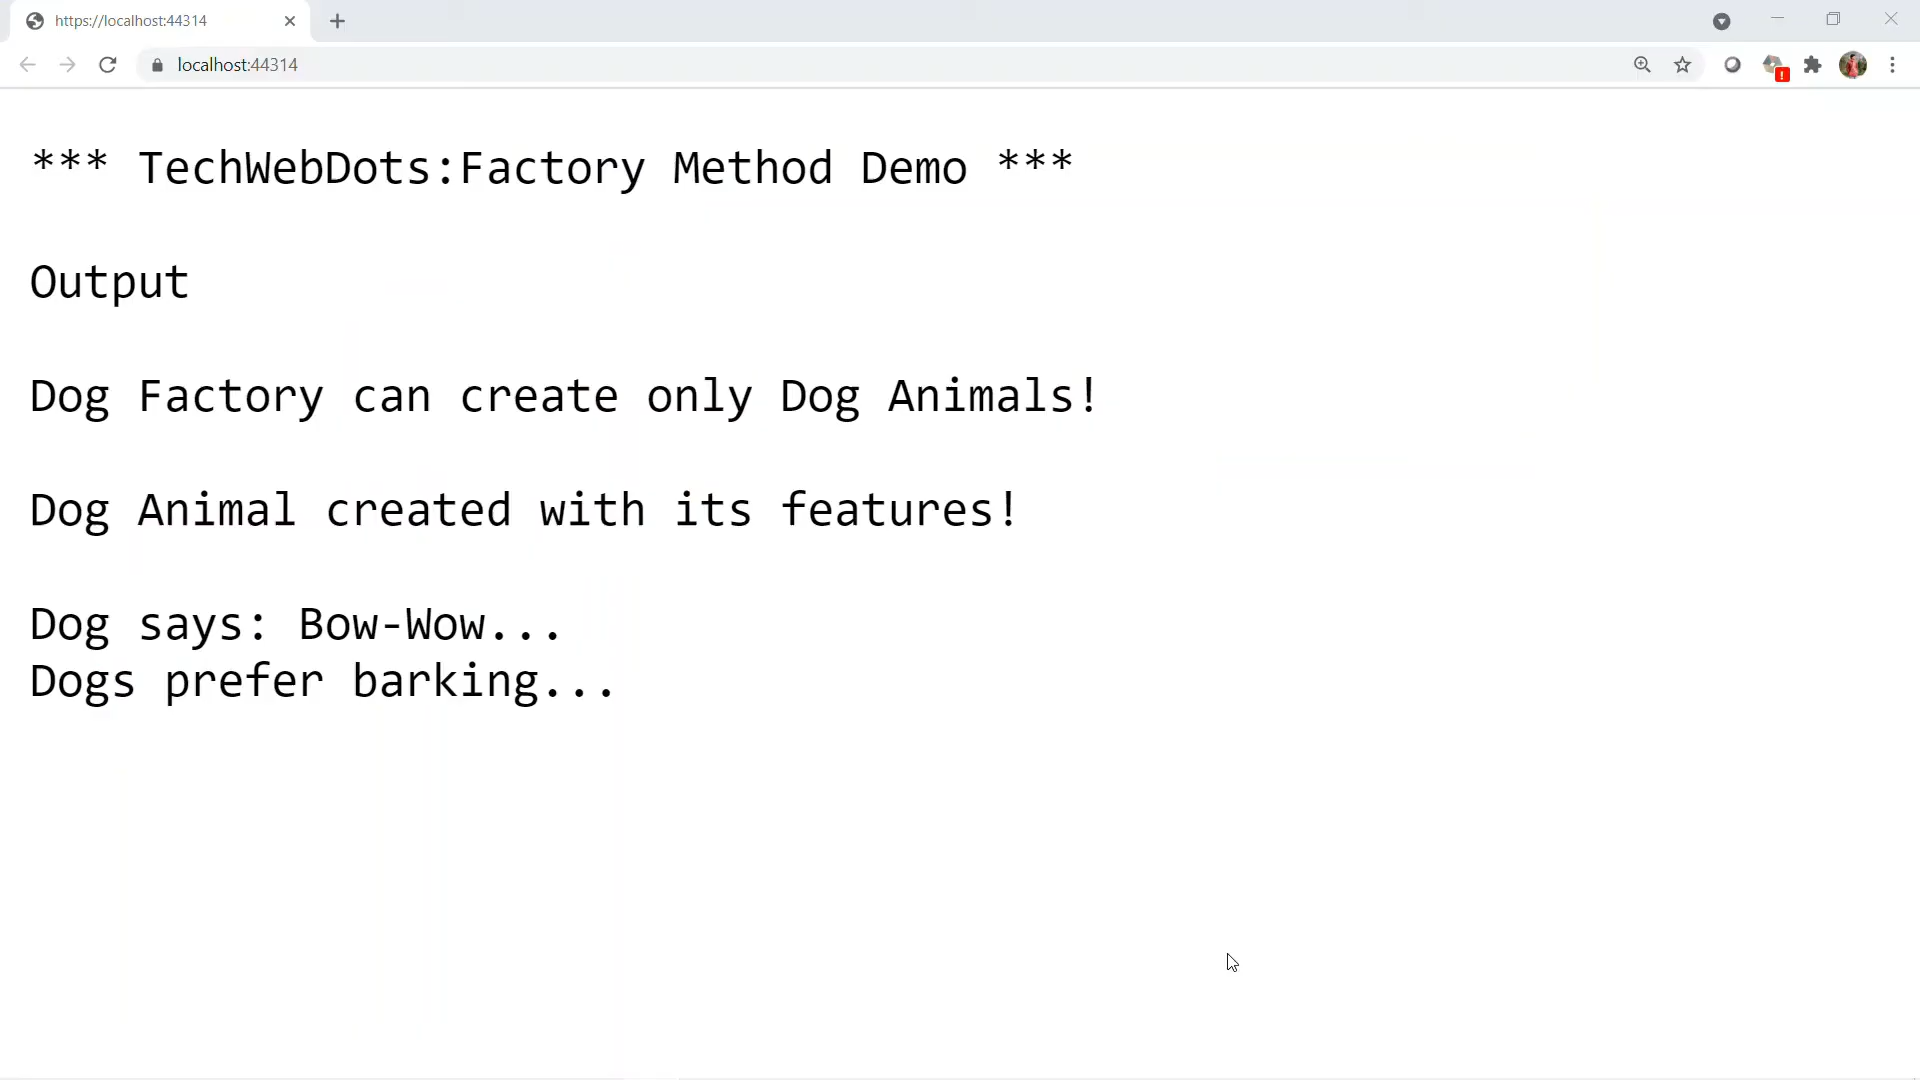 https://localhost:44314
localhost:44314
*** TechWebDots:Factory Method Demo ***
Output
Dog Factory can create only Dog Animals!
Dog Animal created with its features!
Dog says: Bow-Wow...
Dogs prefer barking...